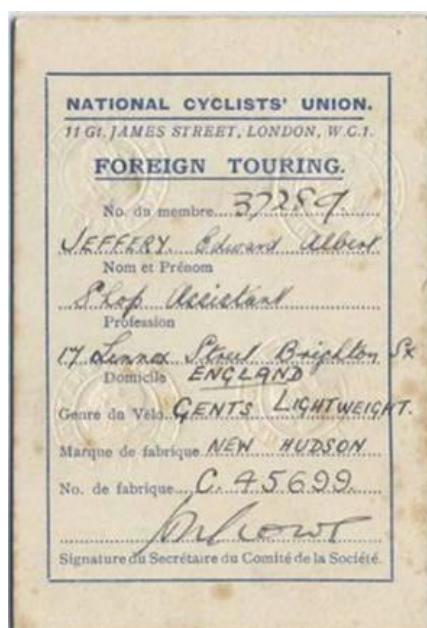 NATIONAL CYCLISTS' UNION.
11 Gt. JAMES STREET, LONDON, W.C.1.
FOREIGN TOURING.
No. du membre 37289.
JEFFERY. Edward Albert
Nom et Prénom
Shop Assistant
Profession
17 Lennox Street Brighton Sx
Domicile ENGLAND
Genre du Vélo GENTS LIGHTWEIGHT.
Marque de fabrique NEW HUDSON
No. de fabrique C. 45699
Signature du Secrétaire du Comité de la Société.